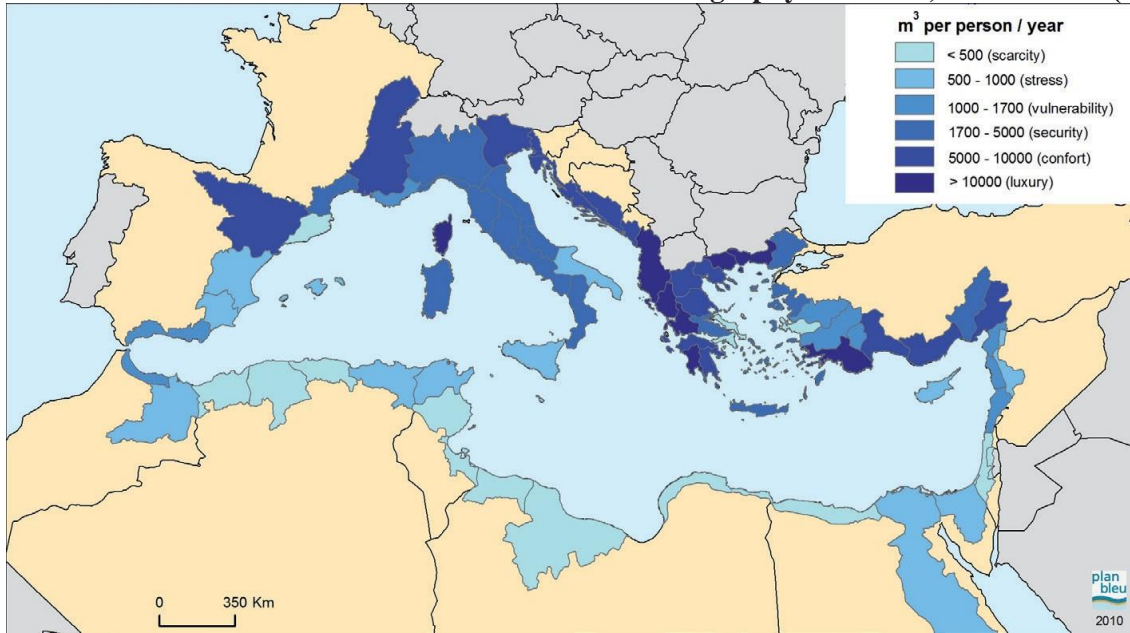 m³ per person / year
< 500 (scarcity)
500 - 1000 (stress)
1000 - 1700 (vulnerability)
1700 - 5000 (security)
5000 - 10000 (confort)
> 10000 (luxury)
0 350 Km
plan
bleu
2010